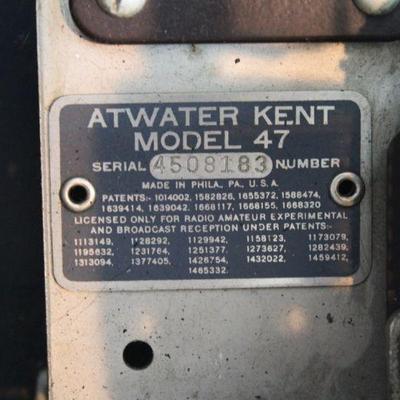 ATWATER KENT
MODEL 47
SERIAL 4508183 NUMBER
MADE IN PHILA., PA., U.S.A.
PATENTS:- 1014002, 1582826, 1655372, 1588474,
1639414, 1639042, 1668117, 1668155, 1668320
LICENSED ONLY FOR RADIO AMATEUR EXPERIMENTAL
AND BROADCAST RECEPTION UNDER PATENTS:-
1113149, 1128292, 1129942, 1158123, 1173079,
1195632, 1231764, 1251377, 1273627, 1282439,
1313094, 1377405, 1426754, 1432022, 1459412,
1465332.